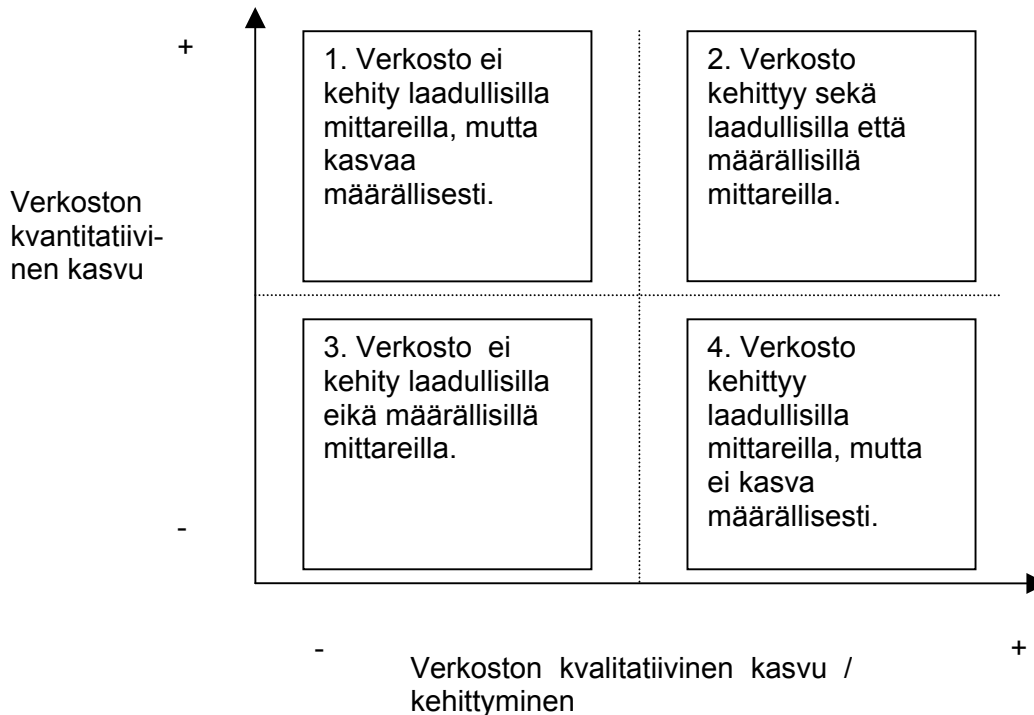 +
1. Verkosto ei
kehity laadullisilla
mittareilla, mutta
kasvaa
määrällisesti.
2. Verkosto
kehittyy sekä
laadullisilla että
määrällisillä
mittareilla.
Verkoston
kvantitatiivi-
nen kasvu
3. Verkosto ei
kehity laadullisilla
eikä määrällisillä
mittareilla.
4. Verkosto
kehittyy
laadullisilla
mittareilla, mutta
ei kasva
määrällisesti.
-
-
+
Verkoston kvalitatiivinen kasvu /
kehittyminen